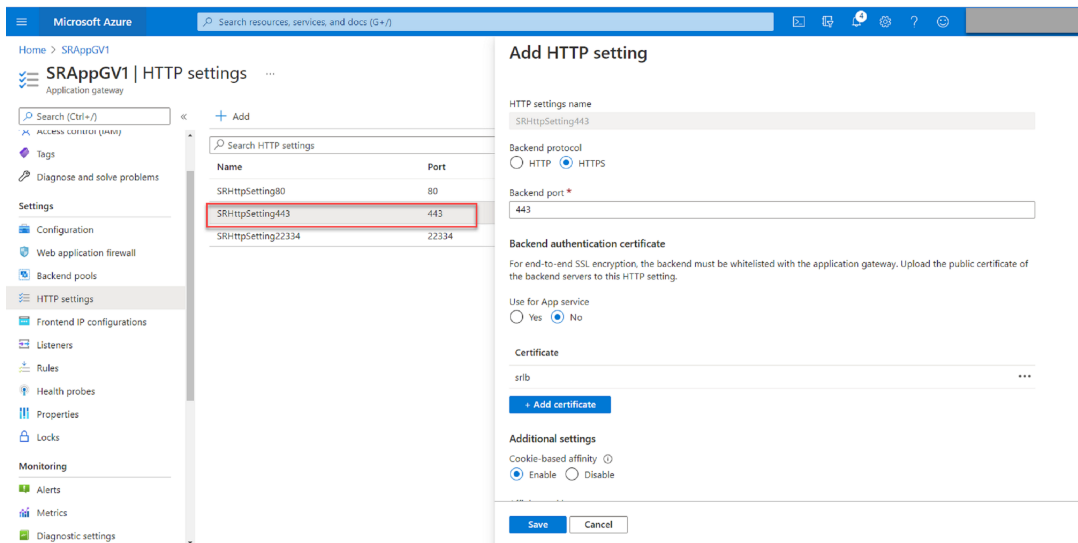 Microsoft Azure
Search resources, services, and docs (G+/)
4
Home > SRAppGV1
SRAppGV1 | HTTP settings ...
Application gateway
Search (Ctrl+/) «
Access control (IAM)
Tags
Diagnose and solve problems
Settings
Configuration
Web application firewall
Backend pools
HTTP settings
Frontend IP configurations
Listeners
Rules
Health probes
Properties
Locks
Monitoring
Alerts
Metrics
Diagnostic settings
+ Add
Search HTTP settings
Name Port
SRHttpSetting80 80
SRHttpSetting443 443
SRHttpSetting22334 22334
Add HTTP setting
HTTP settings name
SRHttpSetting443
Backend protocol
HTTP HTTPS
Backend port *
443
Backend authentication certificate
For end-to-end SSL encryption, the backend must be whitelisted with the application gateway. Upload the public certificate of
the backend servers to this HTTP setting.
Use for App service
Yes No
Certificate
srlb ...
+ Add certificate
Additional settings
Cookie-based affinity
Enable Disable
Save Cancel